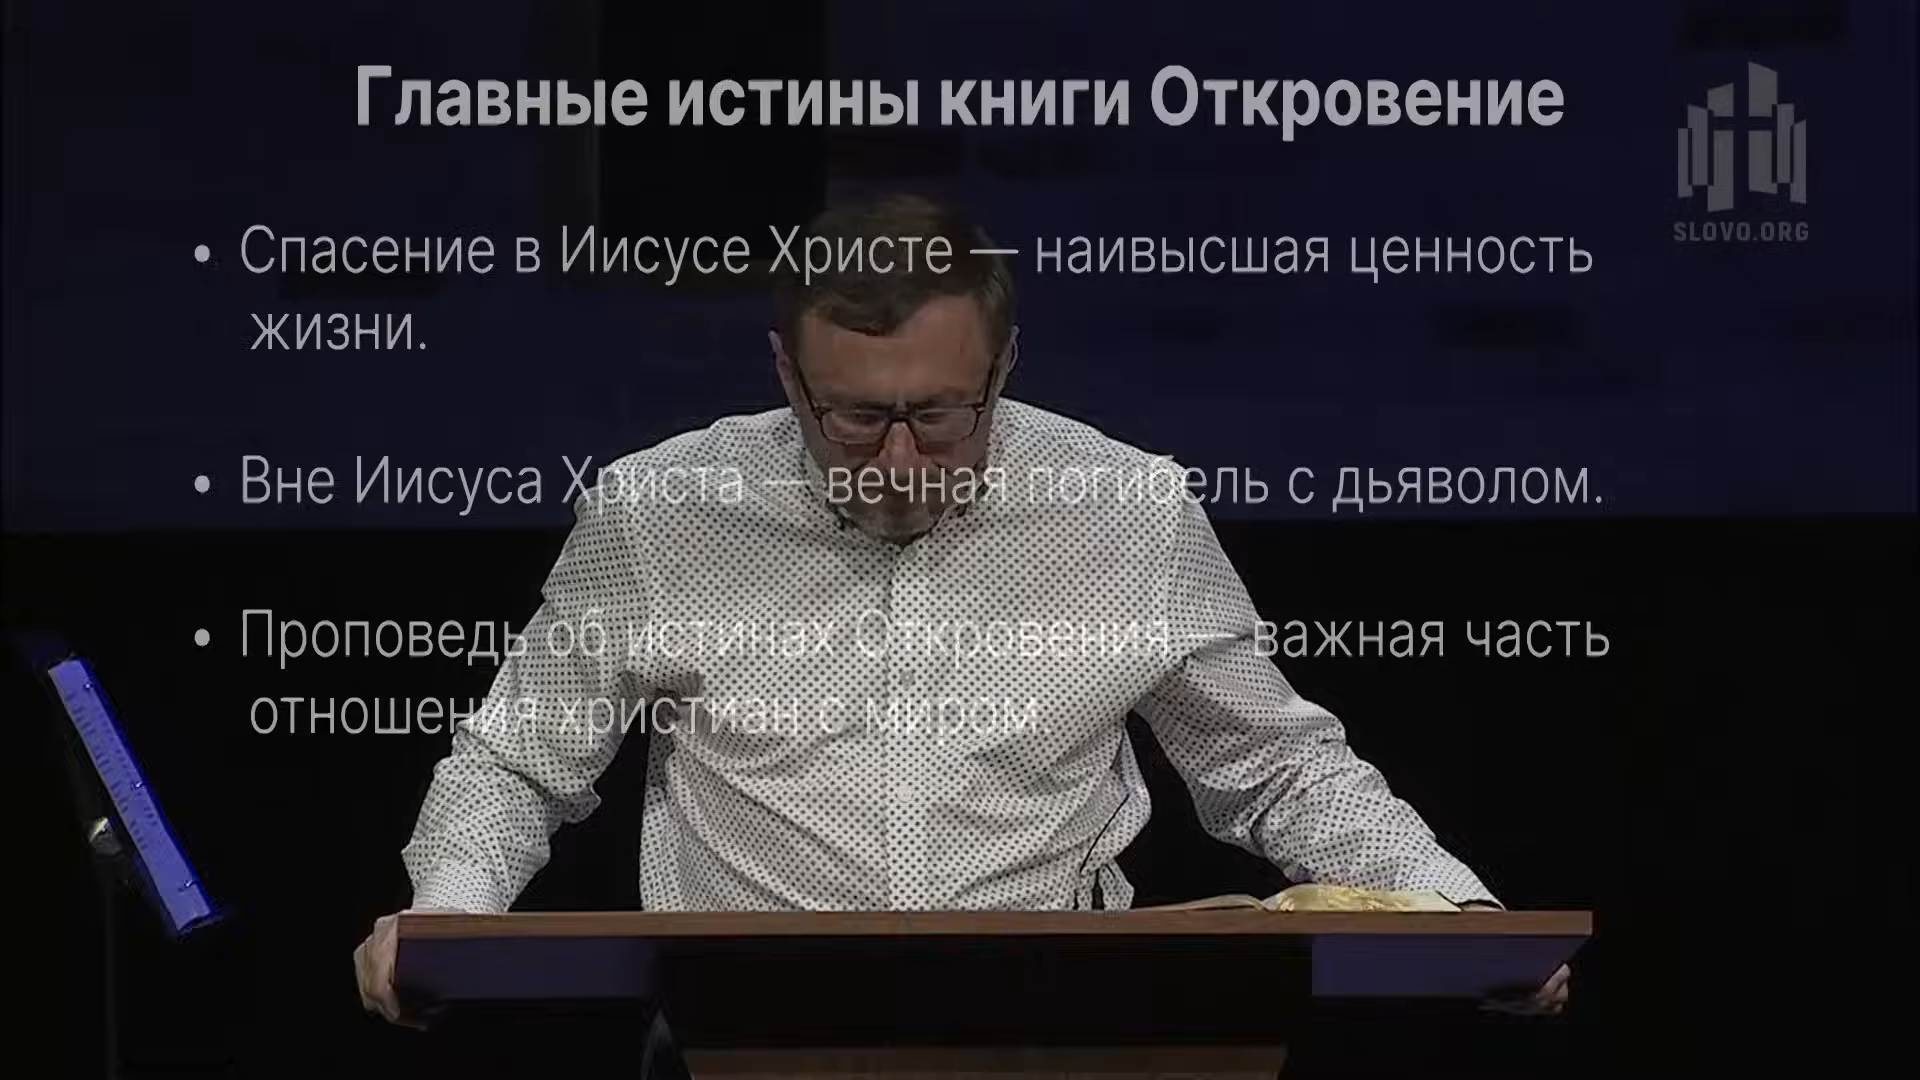 Главные истины книги Откровение
SLOVO.ORG
• Спасение в Иисусе Христе — наивысшая ценность
жизни.
• Вне Иисуса Христа — вечная погибель с дьяволом.
• Проповедь об истинах Откровения — важная часть
отношения христиан с миром.